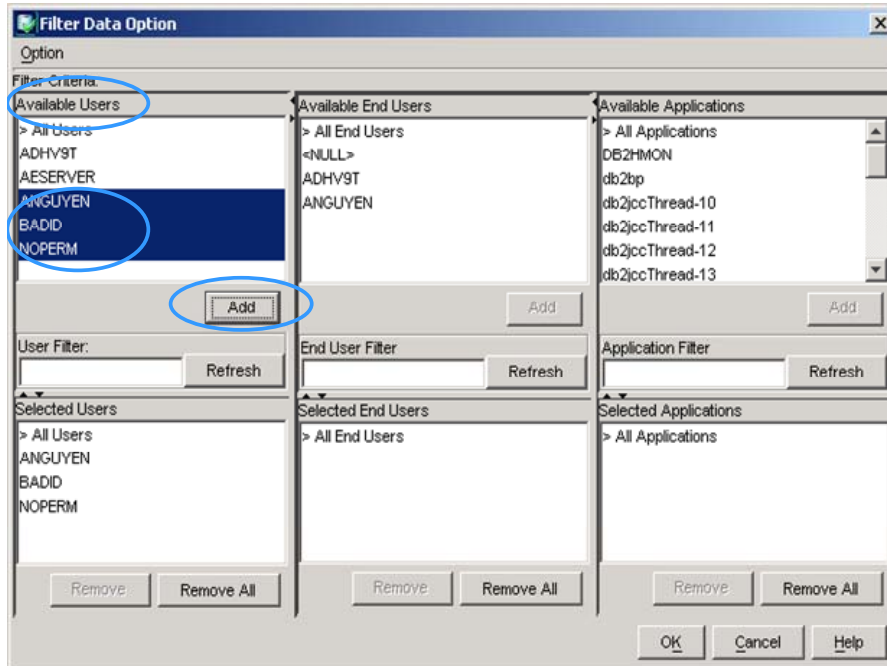 Filter Data Option
Option
Filter Criteria:
Available Users
> All Users
ADHV9T
AESERVER
ANGUYEN
BADID
NOPERM
Add
User Filter:
Refresh
Selected Users
> All Users
ANGUYEN
BADID
NOPERM
Remove
Remove All
Available End Users
> All End Users
<NULL>
ADHV9T
ANGUYEN
Add
End User Filter
Refresh
Selected End Users
> All End Users
Remove
Remove All
Available Applications
> All Applications
DB2HMON
db2bp
db2jccThread-10
db2jccThread-11
db2jccThread-12
db2jccThread-13
Add
Application Filter
Refresh
Selected Applications
> All Applications
Remove
Remove All
OK
Cancel
Help